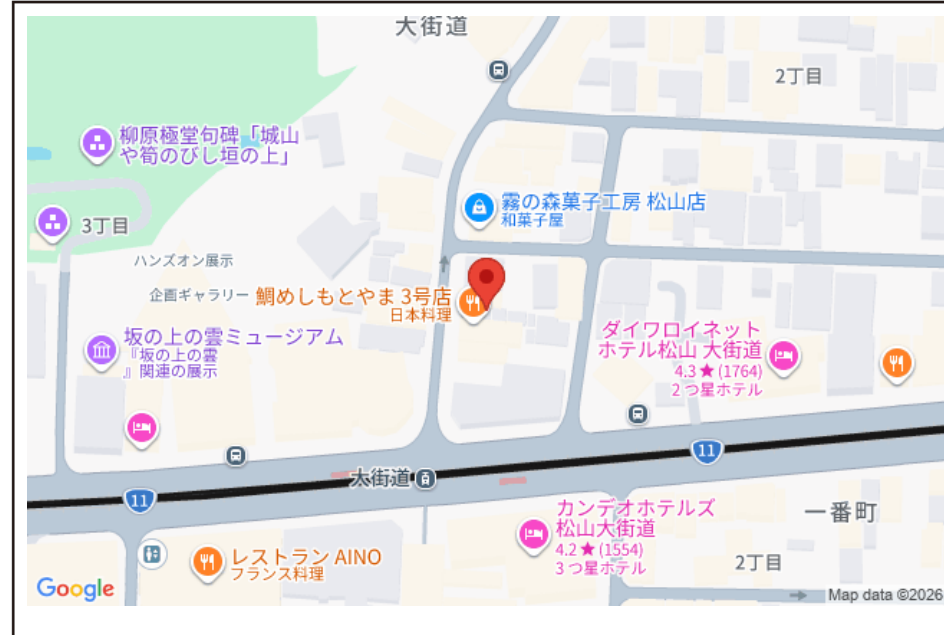 大街道
2丁目
柳原極堂句碑「城山
や筍のびし垣の上」
霧の森菓子工房 松山店
和菓子屋
3丁目
ハンズオン展示
企画ギャラリー
鯛めしもとやま 3号店
日本料理
坂の上の雲ミュージアム
『坂の上の雲
』関連の展示
ダイワロイネット
ホテル松山 大街道
4.3★(1764)
2つ星ホテル
11
大街道
11
カンデオホテルズ
松山大街道
4.2★(1554)
3つ星ホテル
一番町
2丁目
レストラン AINO
フランス料理
Google
Map data ©2026